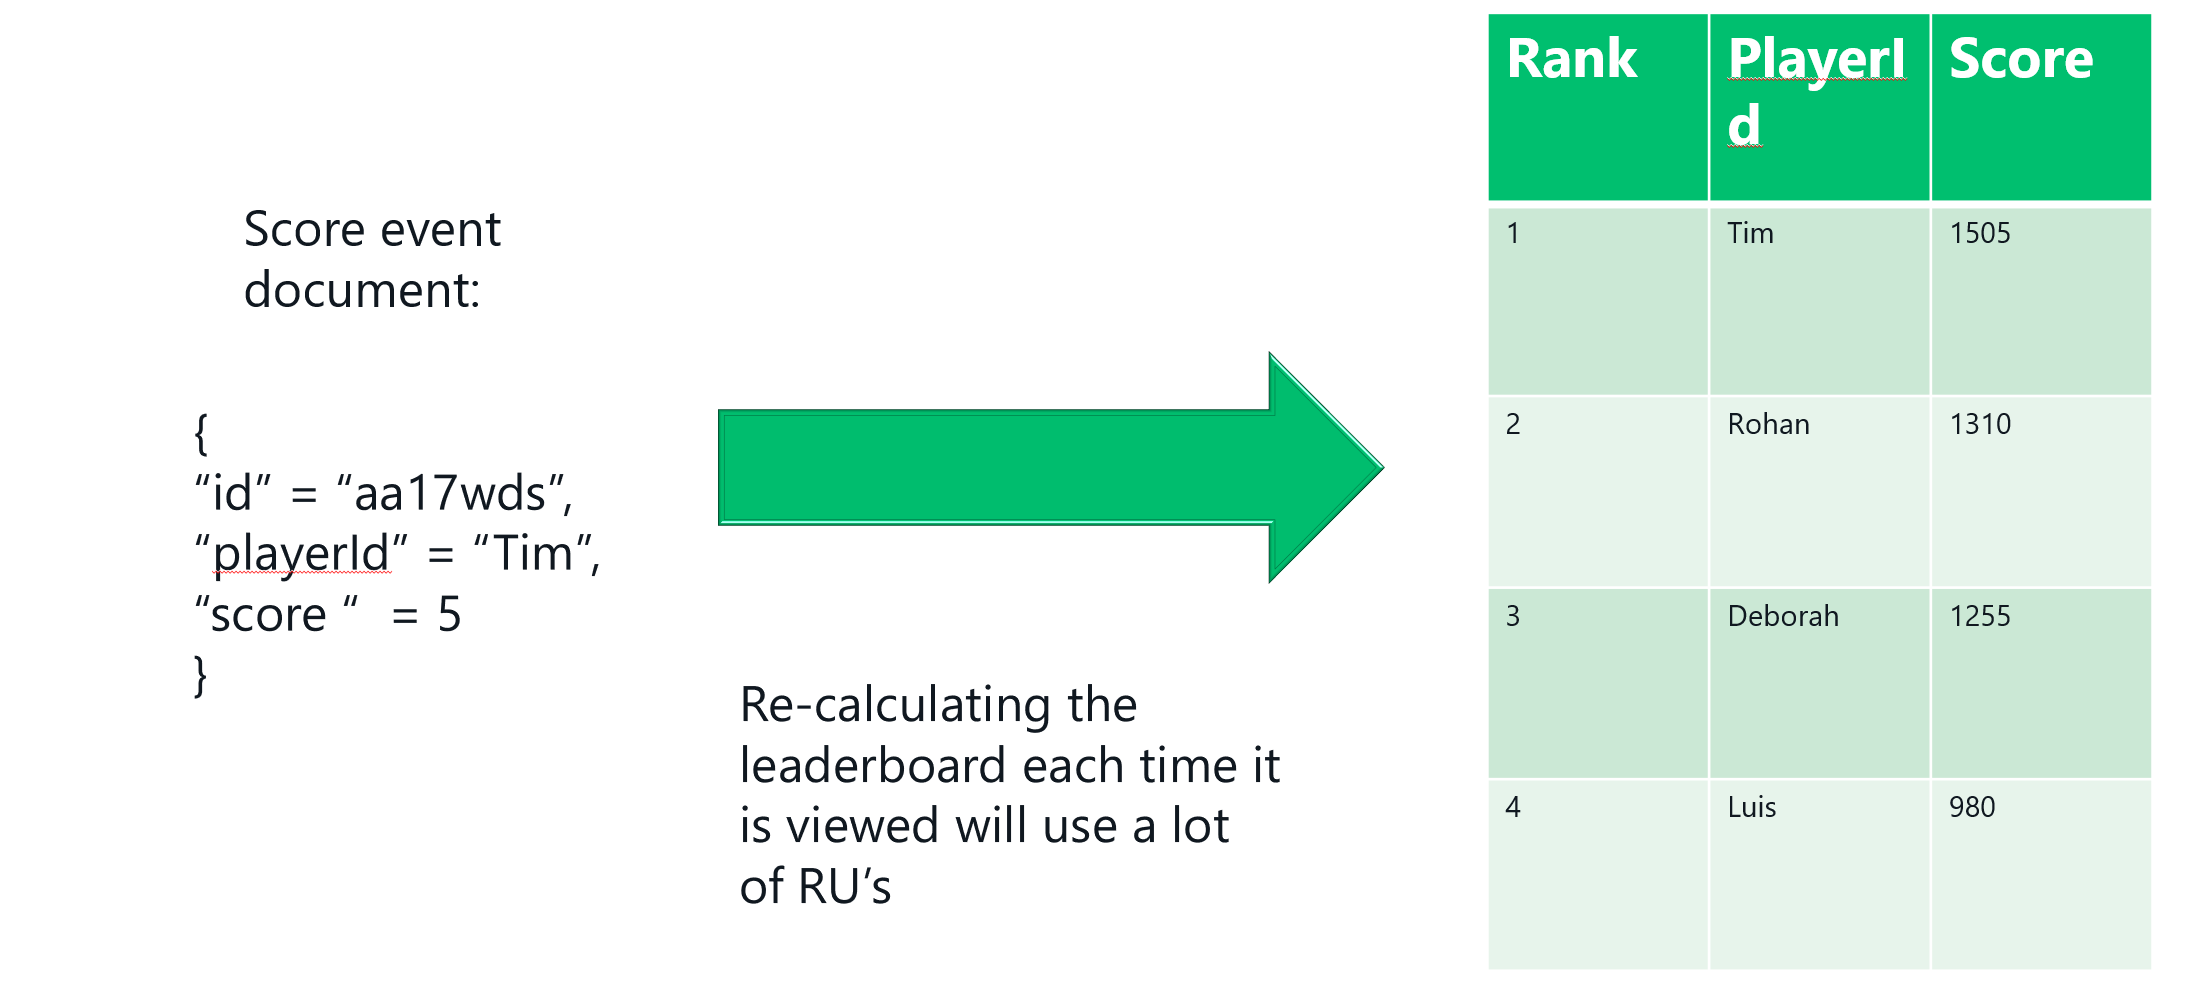 Score event
document:
{
“id” = “aa17wds”,
“playerId” = “Tim”,
“score “  = 5
}
Re-calculating the
leaderboard each time it
is viewed will use a lot
of RU’s
Rank PlayerI Score
d
1 Tim 1505
2 Rohan 1310
3 Deborah 1255
4 Luis 980